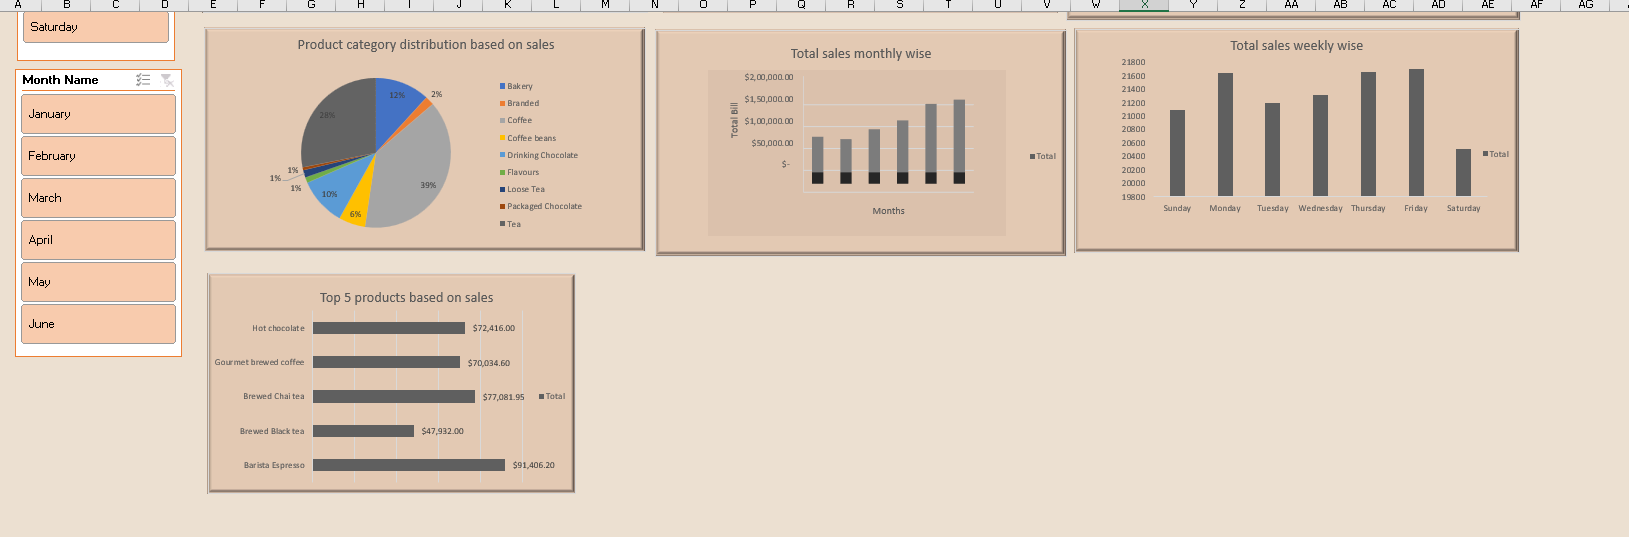 A B C D E F G H I J K L M N O P Q R S T U V W X Y Z AA AB AC AD AE AF AG
Saturday
Month Name
January
February
March
April
May
June
Product category distribution based on sales
12%
2%
39%
6%
10%
1%
1%
1%
28%
Bakery
Branded
Coffee
Coffee beans
Drinking Chocolate
Flavours
Loose Tea
Packaged Chocolate
Tea
Total sales monthly wise
Total Bill
$2,00,000.00
$1,50,000.00
$1,00,000.00
$50,000.00
$-
Months
Total
Total sales weekly wise
21800
21600
21400
21200
21000
20800
20600
20400
20200
20000
19800
Sunday Monday Tuesday Wednesday Thursday Friday Saturday
Total
Top 5 products based on sales
Hot chocolate $72,416.00
Gourmet brewed coffee $70,034.60
Brewed Chai tea $77,081.95
Brewed Black tea $47,932.00
Barista Espresso $91,406.20
Total